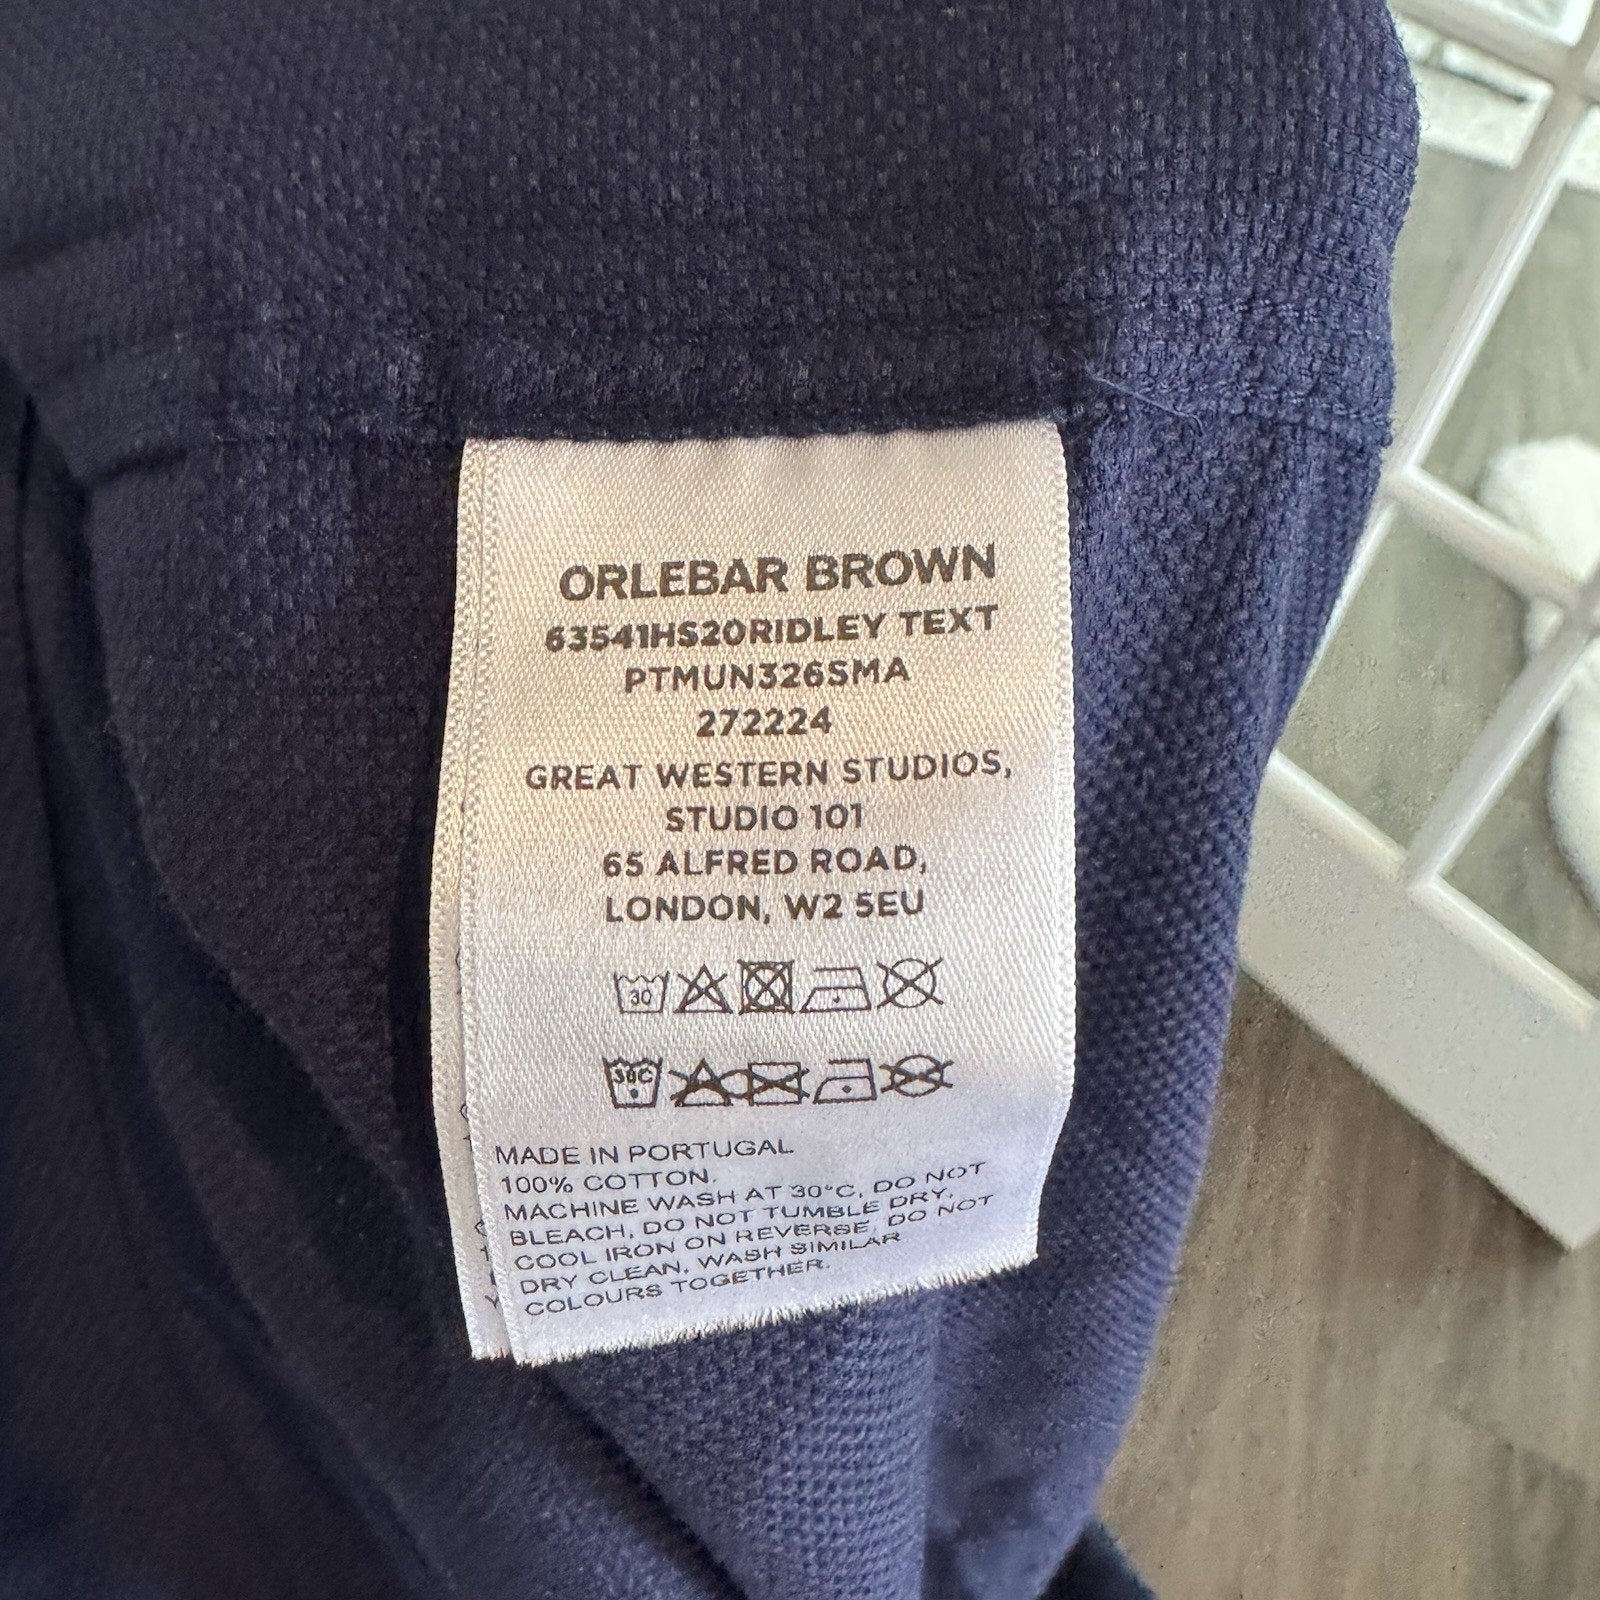 ORLEBAR BROWN
63541HS20RIDLEY TEXT
PTMUN326SMA
272224
GREAT WESTERN STUDIOS,
STUDIO 101
65 ALFRED ROAD,
LONDON, W2 5EU
30
30C
MADE IN PORTUGAL
100% COTTON.
MACHINE WASH AT 30°C, DO NOT
BLEACH, DO NOT TUMBLE DRY,
COOL IRON ON REVERSE, DO NOT
DRY CLEAN, WASH SIMILAR
COLOURS TOGETHER.